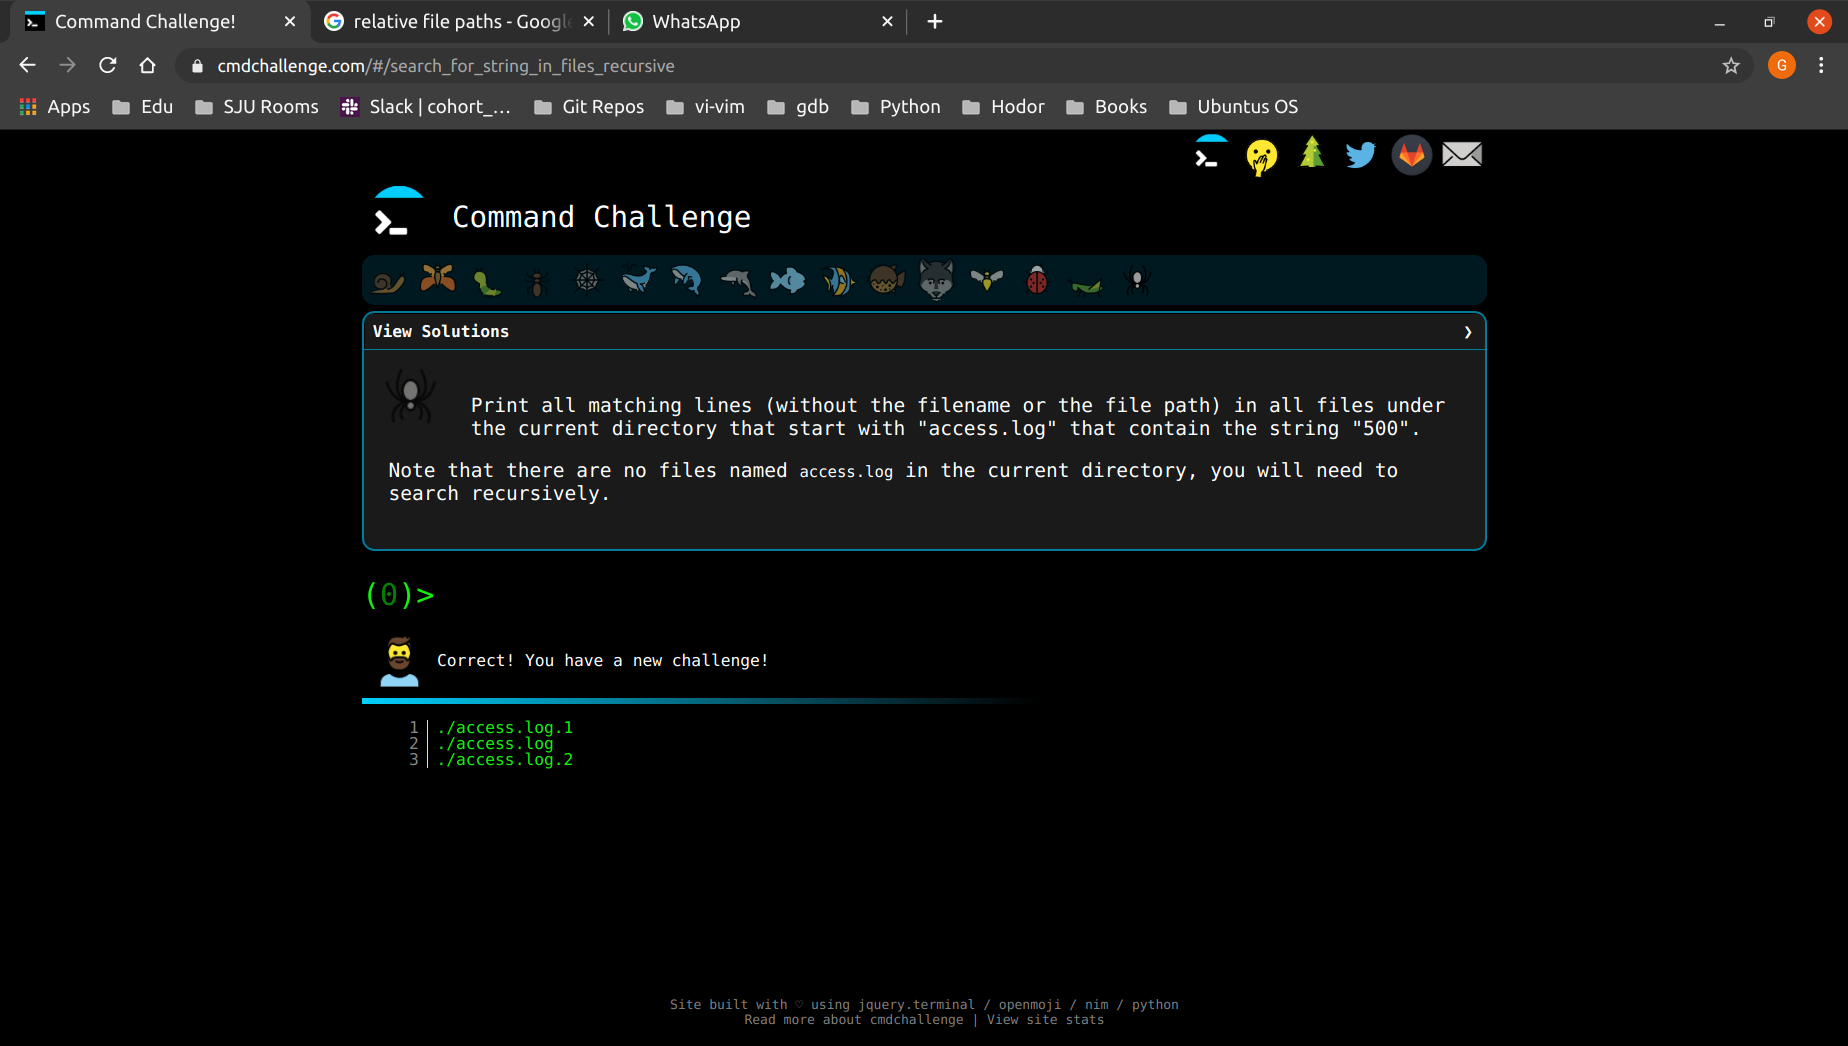 Command Challenge!
relative file paths - Google
WhatsApp
cmdchallenge.com/#/search_for_string_in_files_recursive
G
Apps
Edu
SJU Rooms
Slack | cohort_...
Git Repos
vi-vim
gdb
Python
Hodor
Books
Ubuntus OS
Command Challenge
View Solutions
Print all matching lines (without the filename or the file path) in all files under
the current directory that start with "access.log" that contain the string "500".
Note that there are no files named access.log in the current directory, you will need to
search recursively.
(0)>
Correct! You have a new challenge!
1 ./access.log.1
2 ./access.log
3 ./access.log.2
Site built with ♡ using jquery.terminal / openmoji / nim / python
Read more about cmdchallenge | View site stats